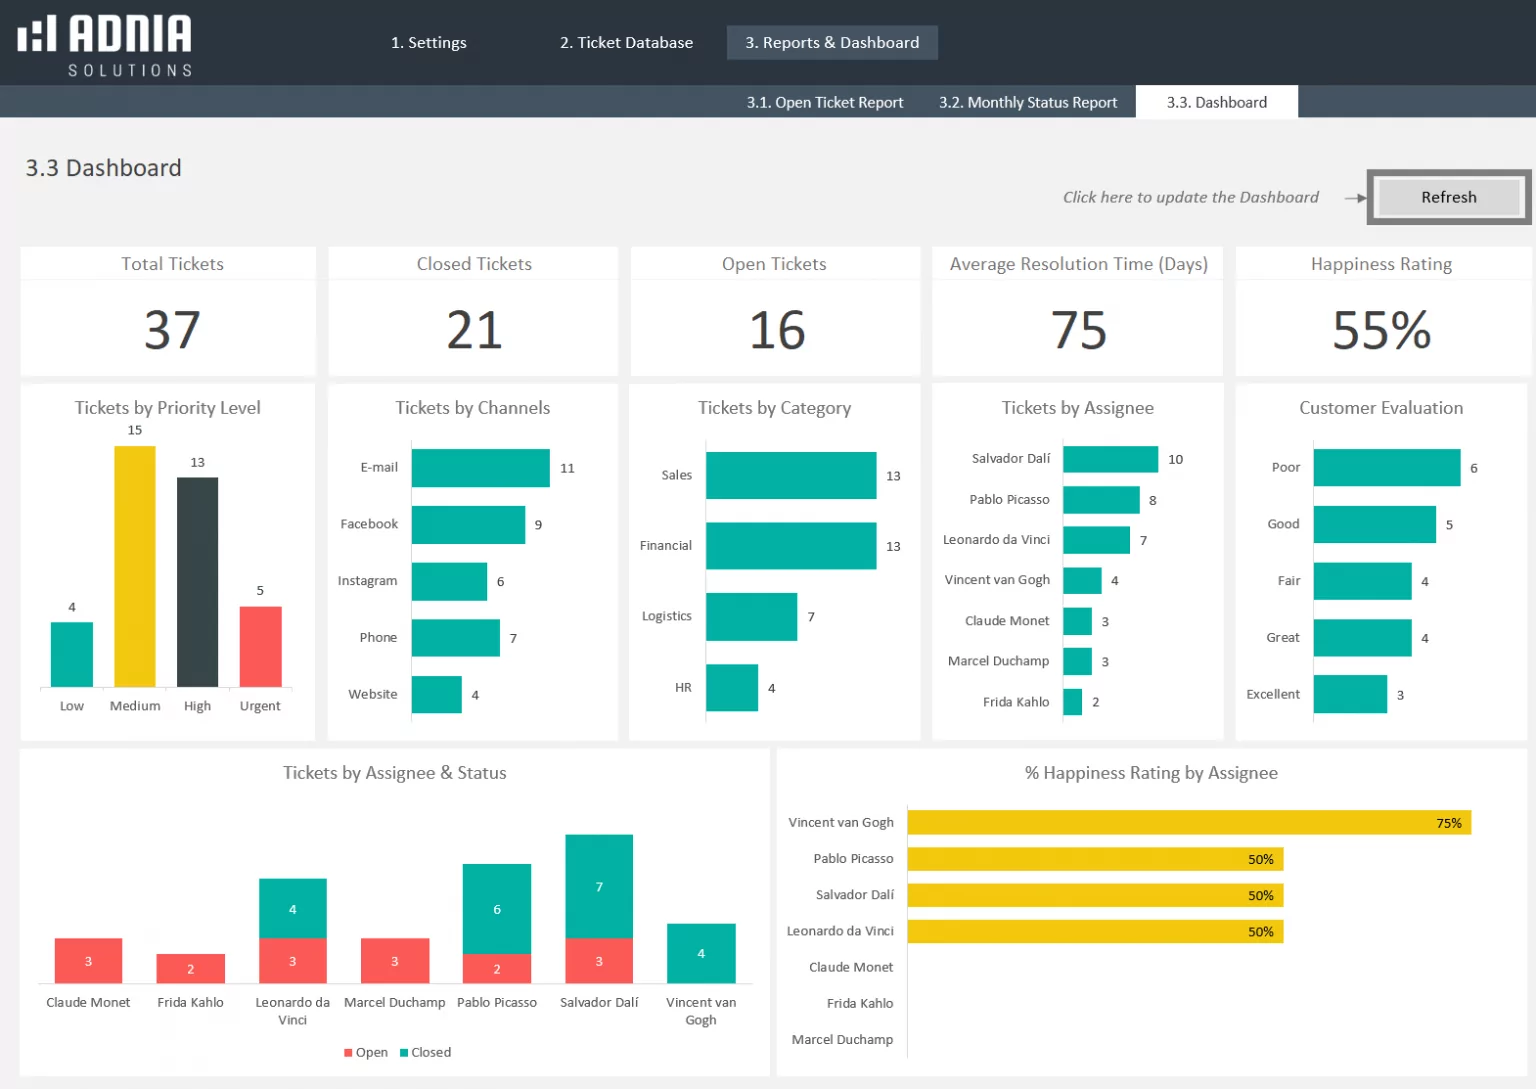 ADNIA
SOLUTIONS
1. Settings
2. Ticket Database
3. Reports & Dashboard
3.1. Open Ticket Report
3.2. Monthly Status Report
3.3. Dashboard
3.3 Dashboard
Click here to update the Dashboard
Refresh
Total Tickets
37
Closed Tickets
21
Open Tickets
16
Average Resolution Time (Days)
75
Happiness Rating
55%
Tickets by Priority Level
15
13
4
5
Low
Medium
High
Urgent
Tickets by Channels
E-mail 11
Facebook 9
Instagram 6
Phone 7
Website 4
Tickets by Category
Sales 13
Financial 13
Logistics 7
HR 4
Tickets by Assignee
Salvador Dalí 10
Pablo Picasso 8
Leonardo da Vinci 7
Vincent van Gogh 4
Claude Monet 3
Marcel Duchamp 3
Frida Kahlo 2
Customer Evaluation
Poor 6
Good 5
Fair 4
Great 4
Excellent 3
Tickets by Assignee & Status
7
4
6
4
3
2
3
3
2
3
Claude Monet
Frida Kahlo
Leonardo da
Vinci
Marcel Duchamp
Pablo Picasso
Salvador Dalí
Vincent van
Gogh
Open
Closed
% Happiness Rating by Assignee
Vincent van Gogh 75%
Pablo Picasso 50%
Salvador Dalí 50%
Leonardo da Vinci 50%
Claude Monet
Frida Kahlo
Marcel Duchamp